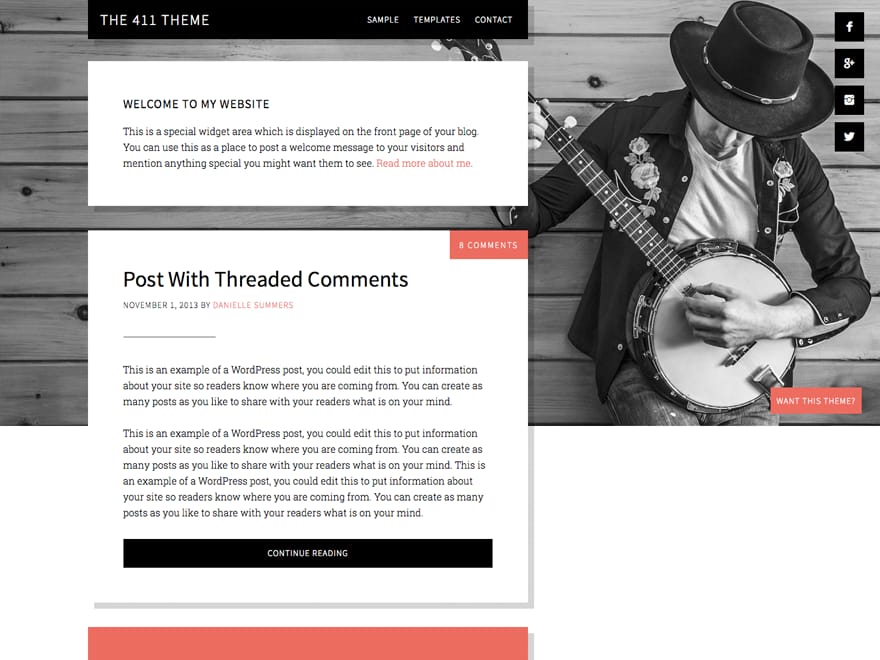 THE 411 THEME
SAMPLE TEMPLATES CONTACT
WELCOME TO MY WEBSITE
This is a special widget area which is displayed on the front page of your blog.
You can use this as a place to post a welcome message to your visitors and
mention anything special you might want them to see. Read more about me.
8 COMMENTS
Post With Threaded Comments
NOVEMBER 1, 2013 BY DANIELLE SUMMERS
This is an example of a WordPress post, you could edit this to put information
about your site so readers know where you are coming from. You can create as
many posts as you like to share with your readers what is on your mind.
This is an example of a WordPress post, you could edit this to put information
about your site so readers know where you are coming from. You can create as
many posts as you like to share with your readers what is on your mind. This is
an example of a WordPress post, you could edit this to put information about
your site so readers know where you are coming from. You can create as many
posts as you like to share with your readers what is on your mind.
CONTINUE READING
WANT THIS THEME?